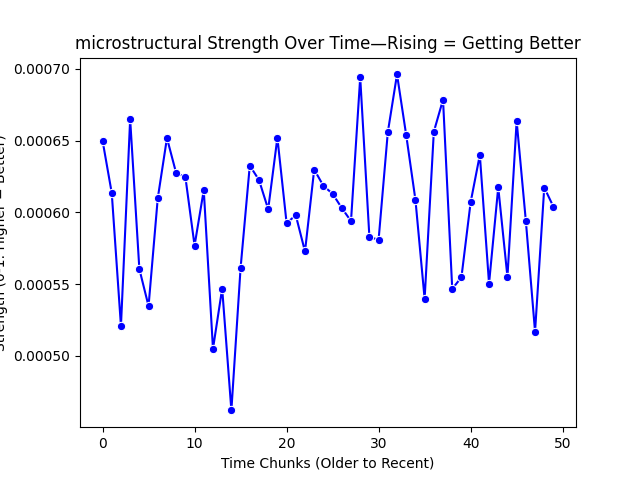 microstructural Strength Over Time—Rising = Getting Better
0.00070
0.00065
0.00060
0.00055
0.00050
0 10 20 30 40 50
Time Chunks (Older to Recent)